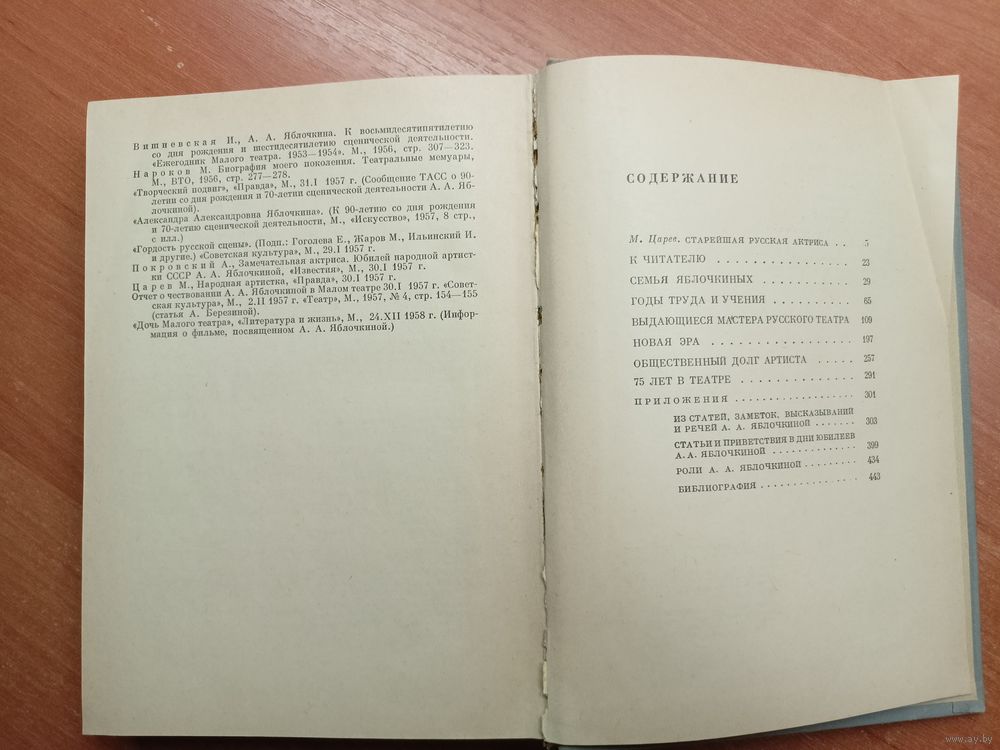 Вишневская И., А. А. Яблочкина. К восьмидесятипятилетию
со дня рождения и шестидесятилетию сценической деятельности.
«Ежегодник Малого театра. 1953—1954». М., 1956, стр. 307—323.
Нароков М. Биография моего поколения. Театральные мемуары,
М., ВТО, 1956, стр. 277—278.
«Творческий подвиг», «Правда», М., 31.I 1957 г. (Сообщение ТАСС о 90-
летии со дня рождения и 70-летии сценической деятельности А. А. Яб-
лочкиной).
«Александра Александровна Яблочкина». (К 90-летию со дня рождения
и 70-летию сценической деятельности, М., «Искусство», 1957, 8 стр.,
с илл.)
«Гордость русской сцены». (Подп.: Гоголева Е., Жаров М., Ильинский И.
и другие.) «Советская культура», М., 29.I 1957 г.
Покровский А., Замечательная актриса. Юбилей народной артист-
ки СССР А. А. Яблочкиной, «Известия», М., 30.I 1957 г.
Царев М., Народная артистка, «Правда», 30.I 1957 г.
Отчет о чествовании А. А. Яблочкиной в Малом театре 30.I 1957 г. «Совет-
ская культура», М., 2.II 1957 г. «Театр», М., 1957, № 4, стр. 154—155
(статья А. Березиной).
«Дочь Малого театра», «Литература и жизнь», М., 24.XII 1958 г. (Инфор-
мация о фильме, посвященном А. А. Яблочкиной.)
СОДЕРЖАНИЕ
М. Царев. СТАРЕЙШАЯ РУССКАЯ АКТРИСА . . 5
К ЧИТАТЕЛЮ . . . . . . . . . . . . . 23
СЕМЬЯ ЯБЛОЧКИНЫХ . . . . . . . . . 29
ГОДЫ ТРУДА И УЧЕНИЯ . . . . . . . . 65
ВЫДАЮЩИЕСЯ МАСТЕРА РУССКОГО ТЕАТРА 109
НОВАЯ ЭРА . . . . . . . . . . . . . . 197
ОБЩЕСТВЕННЫЙ ДОЛГ АРТИСТА . . . . . 257
75 ЛЕТ В ТЕАТРЕ . . . . . . . . . . . 291
ПРИЛОЖЕНИЯ . . . . . . . . . . . . . 301
ИЗ СТАТЕЙ, ЗАМЕТОК, ВЫСКАЗЫВАНИЙ
И РЕЧЕЙ А. А. ЯБЛОЧКИНОЙ . . . . . . . 303
СТАТЬИ И ПРИВЕТСТВИЯ В ДНИ ЮБИЛЕЕВ
А. А. ЯБЛОЧКИНОЙ . . . . . . . . . . . 399
РОЛИ А. А. ЯБЛОЧКИНОЙ . . . . . . . . 434
БИБЛИОГРАФИЯ . . . . . . . . . . . . . 443
www.ay.by